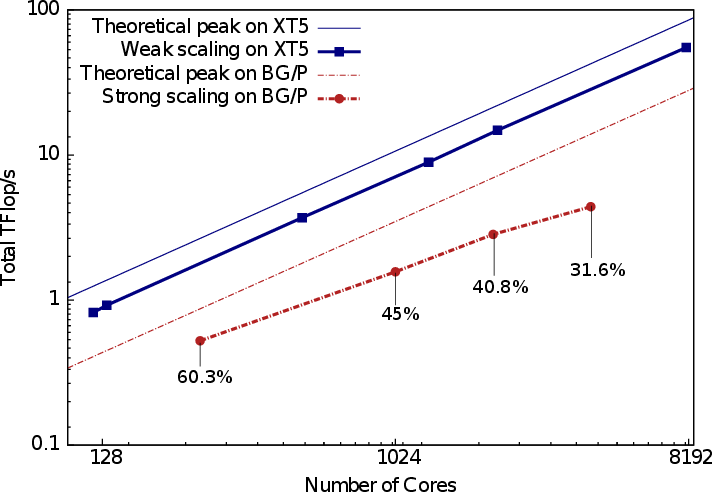 100
Theoretical peak on XT5
Weak scaling on XT5
Theoretical peak on BG/P
Strong scaling on BG/P
10
Total TFlop/s
31.6%
40.8%
1
45%
60.3%
0.1
128
1024
8192
Number of Cores